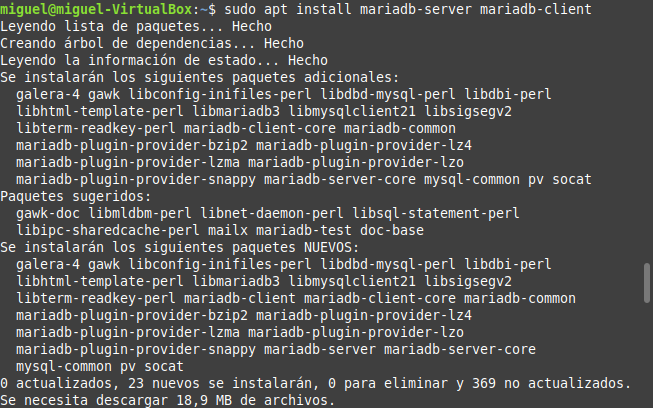 miguel@miguel-VirtualBox:~$ sudo apt install mariadb-server mariadb-client
Leyendo lista de paquetes... Hecho
Creando árbol de dependencias... Hecho
Leyendo la información de estado... Hecho
Se instalarán los siguientes paquetes adicionales:
  galera-4 gawk libconfig-inifiles-perl libdbd-mysql-perl libdbi-perl
  libhtml-template-perl libmariadb3 libmysqlclient21 libsigsegv2
  libterm-readkey-perl mariadb-client-core mariadb-common
  mariadb-plugin-provider-bzip2 mariadb-plugin-provider-lz4
  mariadb-plugin-provider-lzma mariadb-plugin-provider-lzo
  mariadb-plugin-provider-snappy mariadb-server-core mysql-common pv socat
Paquetes sugeridos:
  gawk-doc libmldbm-perl libnet-daemon-perl libsql-statement-perl
  libipc-sharedcache-perl mailx mariadb-test doc-base
Se instalarán los siguientes paquetes NUEVOS:
  galera-4 gawk libconfig-inifiles-perl libdbd-mysql-perl libdbi-perl
  libhtml-template-perl libmariadb3 libmysqlclient21 libsigsegv2
  libterm-readkey-perl mariadb-client mariadb-client-core mariadb-common
  mariadb-plugin-provider-bzip2 mariadb-plugin-provider-lz4
  mariadb-plugin-provider-lzma mariadb-plugin-provider-lzo
  mariadb-plugin-provider-snappy mariadb-server mariadb-server-core
  mysql-common pv socat
0 actualizados, 23 nuevos se instalarán, 0 para eliminar y 369 no actualizados.
Se necesita descargar 18,9 MB de archivos.